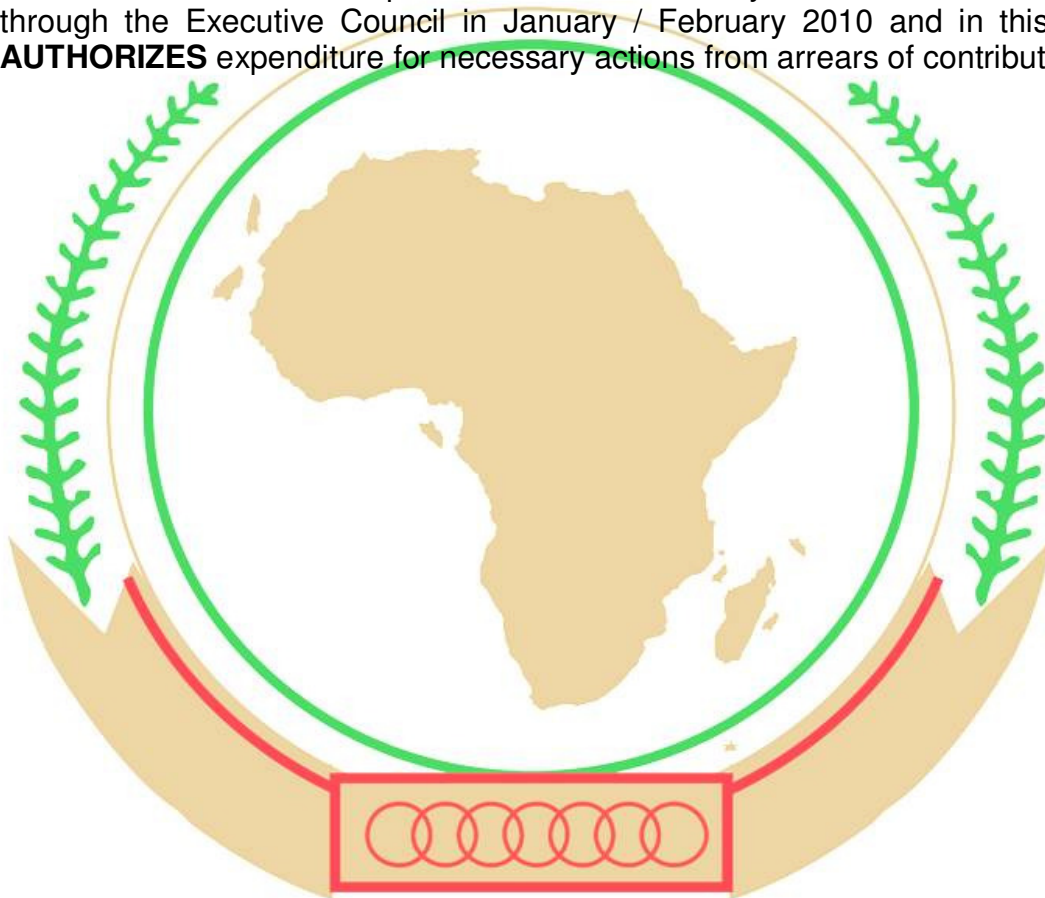 through the Executive Council in January / February 2010 and in this
AUTHORIZES expenditure for necessary actions from arrears of contribut